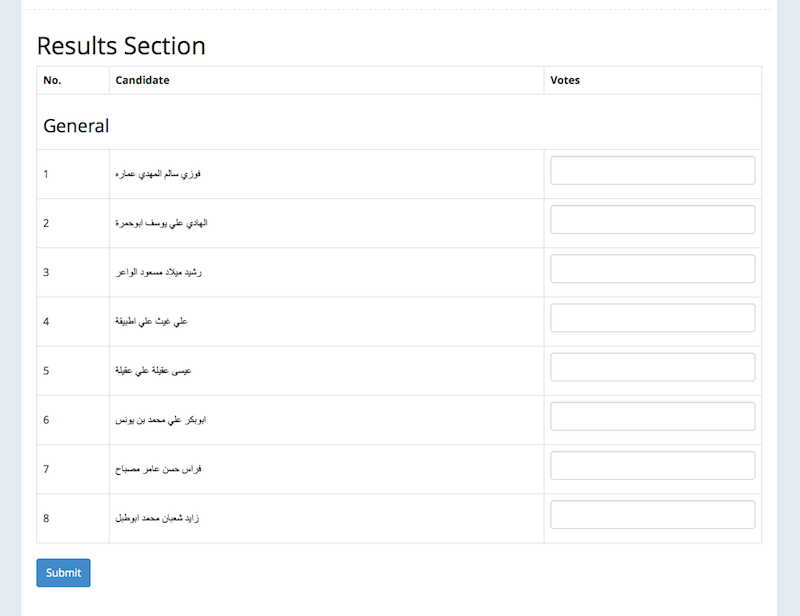 Results Section
No. Candidate Votes
General
1 فوزي سالم المهدي عماره
2 الهادي علي يوسف ابوحمرة
3 رشيد ميلاد مسعود الواعر
4 علي غيث علي اطبيقة
5 عيسى عقيلة علي عقيلة
6 ابوبكر علي محمد بن يونس
7 فراس حسن عامر مصباح
8 زايد شعبان محمد ابوطبل
Submit